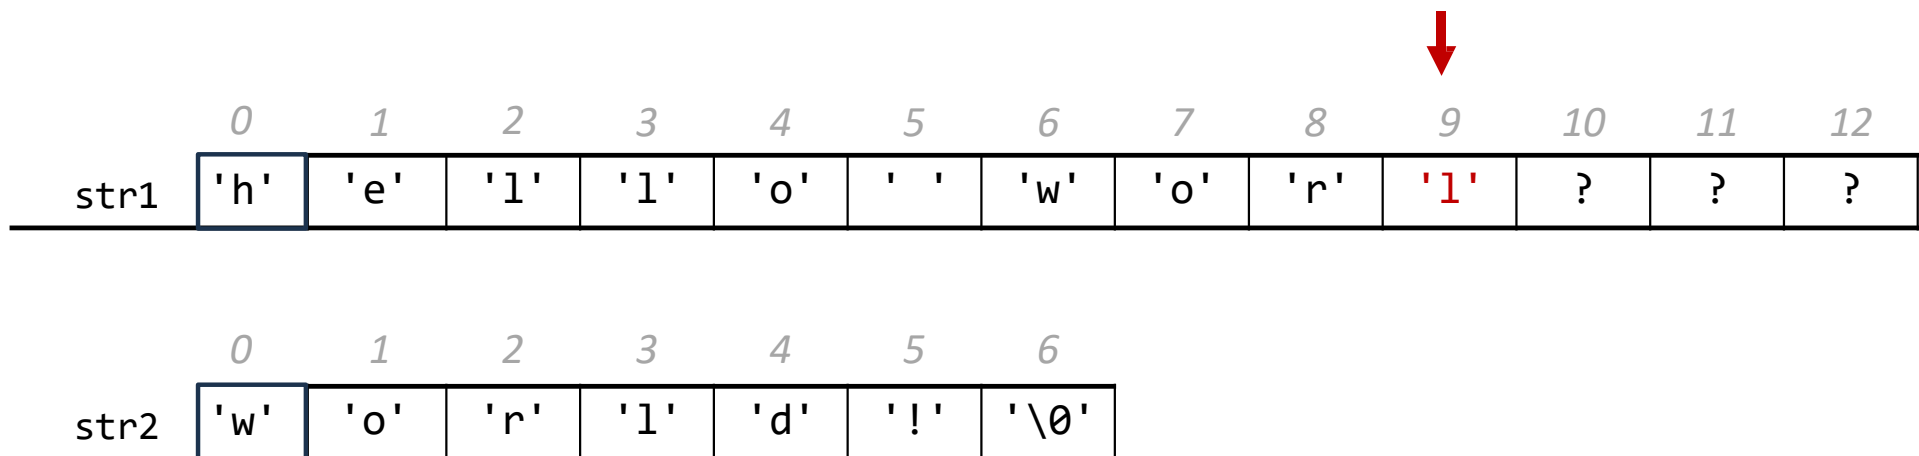 0 1 2 3 4 5 6 7 8 9 10 11 12
str1 'h' 'e' 'l' 'l' 'o' ' ' 'w' 'o' 'r' 'l' ? ? ?
0 1 2 3 4 5 6
str2 'w' 'o' 'r' 'l' 'd' '!' '\0'